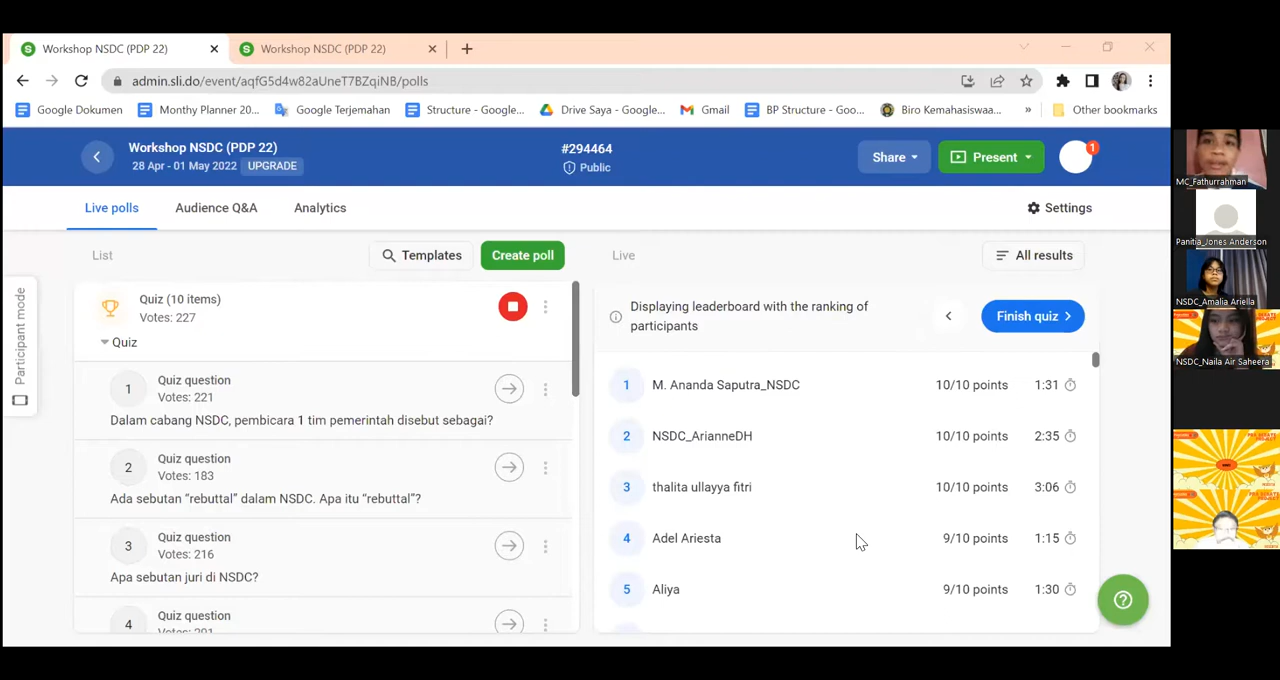 Workshop NSDC (PDP 22)
Workshop NSDC (PDP 22)
admin.sli.do/event/aqfG5d4w82aUneT7BZqiN8/polls
Google Dokumen
Monthy Planner 20...
Google Terjemahan
Structure - Google...
Drive Saya - Google...
Gmail
BP Structure - Goo...
Biro Kemahasiswaa...
»
Other bookmarks
Workshop NSDC (PDP 22)
28 Apr - 01 May 2022 UPGRADE
#294464
Public
Share
Present
1
Live polls
Audience Q&A
Analytics
Settings
Participant mode
List
Templates
Create poll
Quiz (10 items)
Votes: 227
Quiz
1
Quiz question
Votes: 221
Dalam cabang NSDC, pembicara 1 tim pemerintah disebut sebagai?
2
Quiz question
Votes: 183
Ada sebutan “rebuttal” dalam NSDC. Apa itu “rebuttal”?
3
Quiz question
Votes: 216
Apa sebutan juri di NSDC?
4
Quiz question
Live
All results
Displaying leaderboard with the ranking of
participants
Finish quiz
1 M. Ananda Saputra_NSDC 10/10 points 1:31
2 NSDC_ArianneDH 10/10 points 2:35
3 thalita ullayya fitri 10/10 points 3:06
4 Adel Ariesta 9/10 points 1:15
5 Aliya 9/10 points 1:30
MC_Fathurrahman
Panitia_Jones Anderson
NSDC_Amalia Ariella
NSDC_Naila Air Saheera